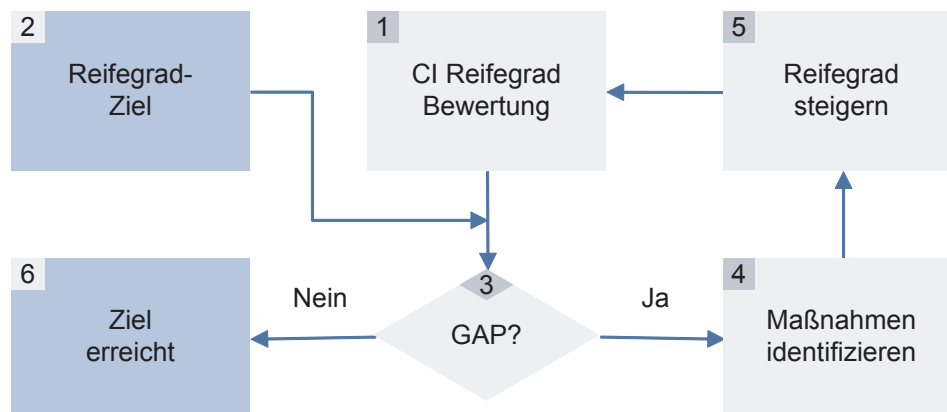 2
Reifegrad-
Ziel
1
CI Reifegrad
Bewertung
5
Reifegrad
steigern
6
Ziel
erreicht
Nein
3
GAP?
Ja
4
Maßnahmen
identifizieren